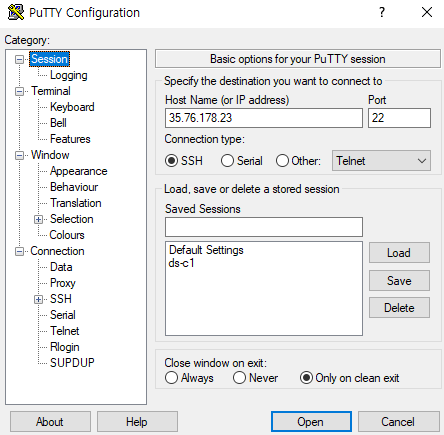 PuTTY Configuration
? ×
Category:
Session
Logging
Terminal
Keyboard
Bell
Features
Window
Appearance
Behaviour
Translation
Selection
Colours
Connection
Data
Proxy
SSH
Serial
Telnet
Rlogin
SUPDUP
Basic options for your PuTTY session
Specify the destination you want to connect to
Host Name (or IP address) Port
35.76.178.23 22
Connection type:
SSH Serial Other: Telnet
Load, save or delete a stored session
Saved Sessions
Default Settings
ds-c1
Load
Save
Delete
Close window on exit:
Always Never Only on clean exit
About Help Open Cancel